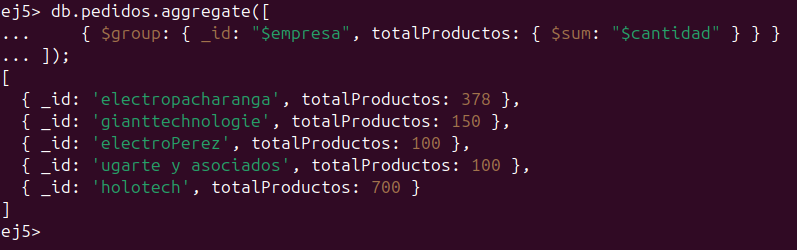 ej5> db.pedidos.aggregate([
...     { $group: { _id: "$empresa", totalProductos: { $sum: "$cantidad" } } }
... ]);
[
  { _id: 'electropacharanga', totalProductos: 378 },
  { _id: 'gianttechnologie', totalProductos: 150 },
  { _id: 'electroPerez', totalProductos: 100 },
  { _id: 'ugarte y asociados', totalProductos: 100 },
  { _id: 'holotech', totalProductos: 700 }
]
ej5>